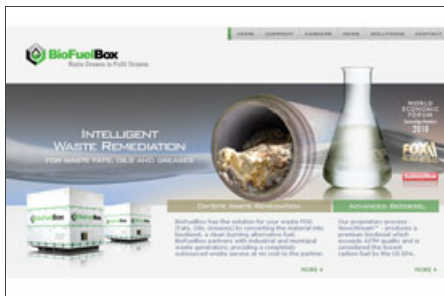 HOME COMPANY CAREERS NEWS SOLUTIONS CONTACT
BioFuelBox
Waste Streams to Profit Streams
WORLD
ECONOMIC
FORUM
2010
INTELLIGENT
WASTE REMEDIATION
FOR WASTE FATS, OILS AND GREASES
FOX
BUSINESS
BioFuelBox
ON-SITE WASTE REMEDIATION
ADVANCED BIODIESEL
BioFuelBox has the solution for your waste FOG
(Fats, Oils, Greases) by converting the material into
biodiesel, a clean burning alternative fuel.
BioFuelBox partners with industrial and municipal
waste generators; providing a completely
outsourced onsite service at no cost to the partner.
MORE
Our proprietary process -
NovoStream™ - produces a
premium biodiesel which
exceeds ASTM quality and is
considered the lowest
carbon fuel by the US EPA.
MORE